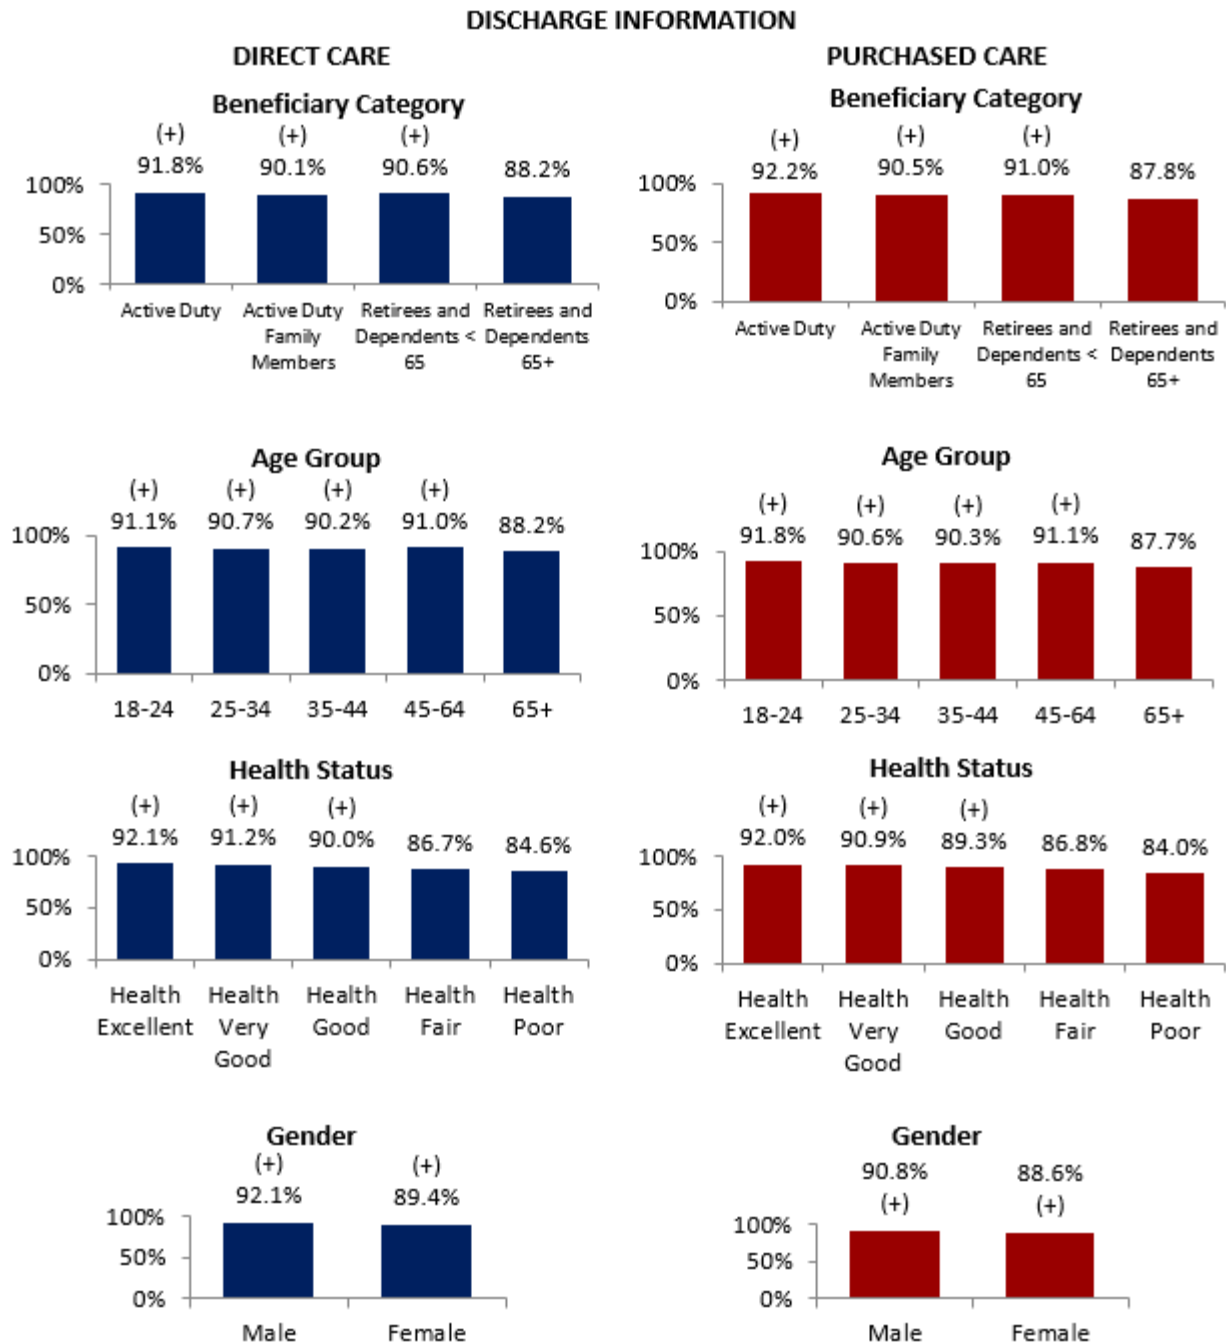 DISCHARGE INFORMATION
DIRECT CARE
Beneficiary Category
(+) (+) (+)
91.8% 90.1% 90.6% 88.2%
100%
50%
0%
Active Duty Active Duty Retirees and Retirees and
Family Dependents < Dependents
Members 65 65+
Age Group
(+) (+) (+) (+)
91.1% 90.7% 90.2% 91.0% 88.2%
100%
50%
0%
18-24 25-34 35-44 45-64 65+
Health Status
(+) (+) (+)
92.1% 91.2% 90.0% 86.7% 84.6%
100%
50%
0%
Health Health Health Health Health
Excellent Very Good Fair Poor
Good
Gender
(+) (+)
92.1% 89.4%
100%
50%
0%
Male Female
PURCHASED CARE
Beneficiary Category
(+) (+) (+)
92.2% 90.5% 91.0% 87.8%
100%
50%
0%
Active Duty Active Duty Retirees and Retirees and
Family Dependents < Dependents
Members 65 65+
Age Group
(+) (+) (+) (+)
91.8% 90.6% 90.3% 91.1% 87.7%
100%
50%
0%
18-24 25-34 35-44 45-64 65+
Health Status
(+) (+) (+)
92.0% 90.9% 89.3% 86.8% 84.0%
100%
50%
0%
Health Health Health Health Health
Excellent Very Good Fair Poor
Good
Gender
90.8% 88.6%
(+) (+)
100%
50%
0%
Male Female